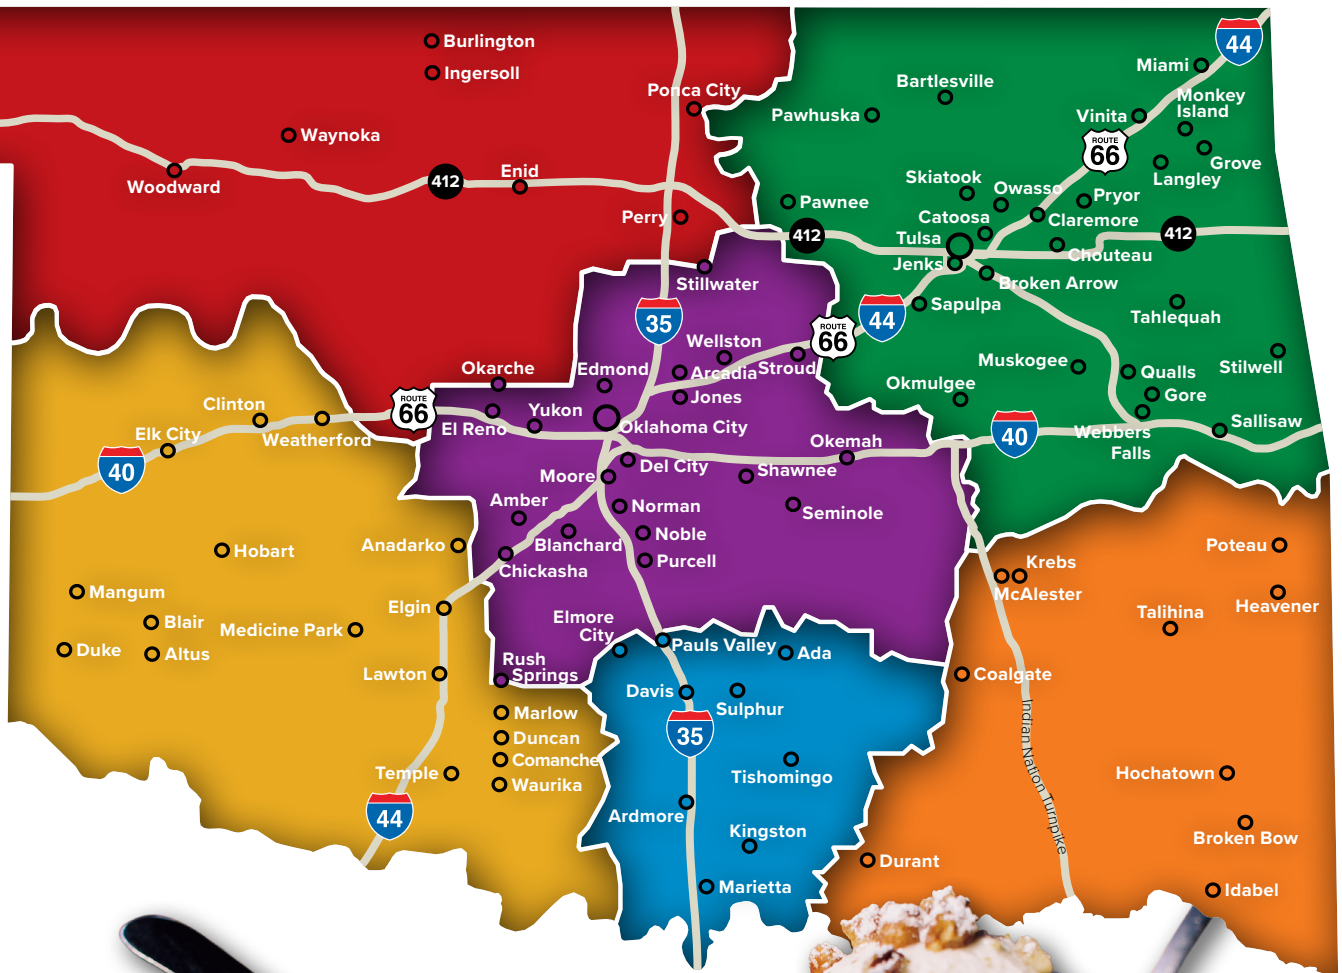 Burlington
Ingersoll
Ponca City
Waynoka
Woodward
412
Enid
Perry
44
Miami
Bartlesville
Monkey
Island
Pawhuska
Vinita
ROUTE
66
Grove
Langley
Skiatook
Owasso
Pryor
Pawnee
Catoosa
Claremore
412
Tulsa
412
Chouteau
Jenks
Broken Arrow
Sapulpa
44
Tahlequah
Muskogee
Qualls
Stilwell
Okmulgee
Gore
Sallisaw
Webbers
Falls
40
Stillwater
35
ROUTE
66
Wellston
Okarche
Edmond
Arcadia
Stroud
Jones
ROUTE
66
Yukon
El Reno
Oklahoma City
Okemah
Del City
Shawnee
Moore
Amber
Norman
Seminole
Noble
Blanchard
Purcell
Chickasha
Elmore
City
Rush
Springs
Clinton
Elk City
Weatherford
40
Hobart
Anadarko
Mangum
Elgin
Blair
Medicine Park
Duke
Altus
Lawton
Marlow
Duncan
Comanche
Temple
Waurika
44
Pauls Valley
Ada
Davis
Sulphur
35
Tishomingo
Ardmore
Kingston
Marietta
Poteau
Krebs
McAlester
Heavener
Talihina
Coalgate
Indian Nation Turnpike
Hochatown
Broken Bow
Durant
Idabel